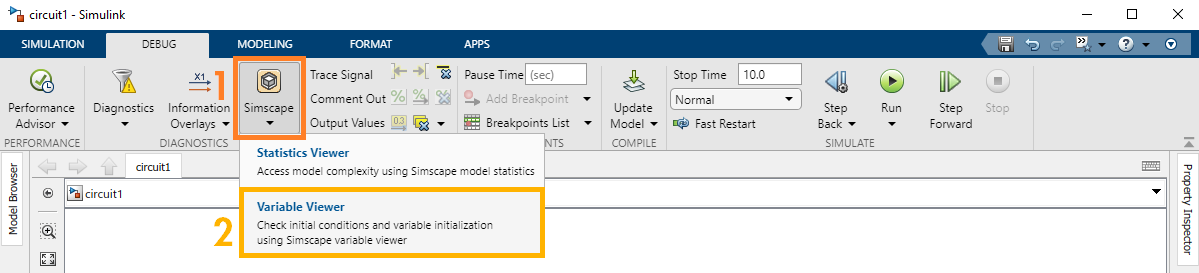 circuit1 - Simulink
SIMULATION
DEBUG
MODELING
FORMAT
APPS
Performance
Advisor
PERFORMANCE
Diagnostics
X1
Information
Overlays
1
Simscape
DIAGNOSTICS
Trace Signal
Comment Out
Output Values
0.3
Pause Time (sec)
Add Breakpoint
Breakpoints List
NTS
Update
Model
COMPILE
Stop Time 10.0
Normal
Fast Restart
Step
Back
Run
Step
Forward
Stop
SIMULATE
Statistics Viewer
Access model complexity using Simscape model statistics
2
Variable Viewer
Check initial conditions and variable initialization
using Simscape variable viewer
Model Browser
circuit1
circuit1
Property Inspector